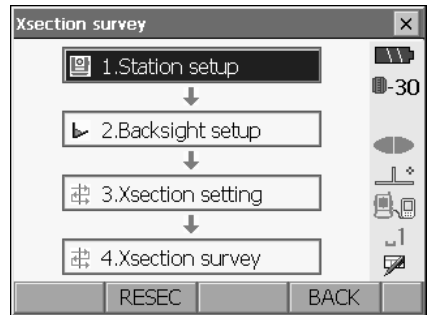 Xsection survey
1.Station setup
-30
2.Backsight setup
3.Xsection setting
1
4.Xsection survey
RESEC BACK